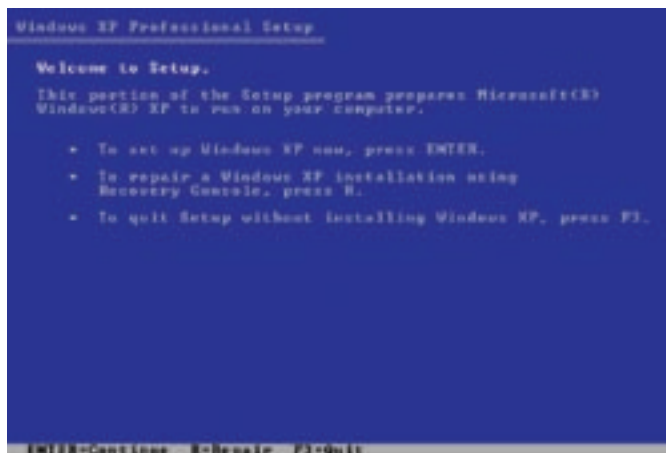 Windows XP Professional Setup
Welcome to Setup.
This portion of the Setup program prepares Microsoft(R)
Windows(R) XP to run on your computer.
• To set up Windows XP now, press ENTER.
• To repair a Windows XP installation using
Recovery Console, press R.
• To quit Setup without installing Windows XP, press F3.
ENTER=Continue R=Repair F3=Quit